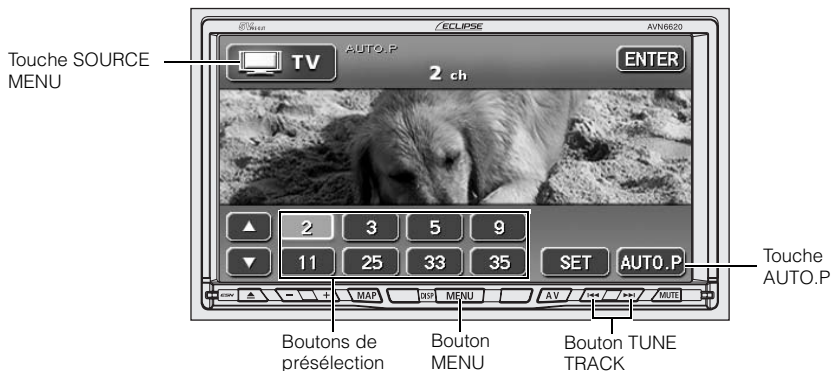 ECLIPSE
AVN6620
Touche SOURCE
MENU
TV
AUTO.P
2 ch
ENTER
2
3
5
9
11
25
33
35
SET
AUTO.P
Touche
AUTO.P
ESN
MAP
DISP
MENU
AV
MUTE
Boutons de
présélection
Bouton
MENU
Bouton TUNE
TRACK